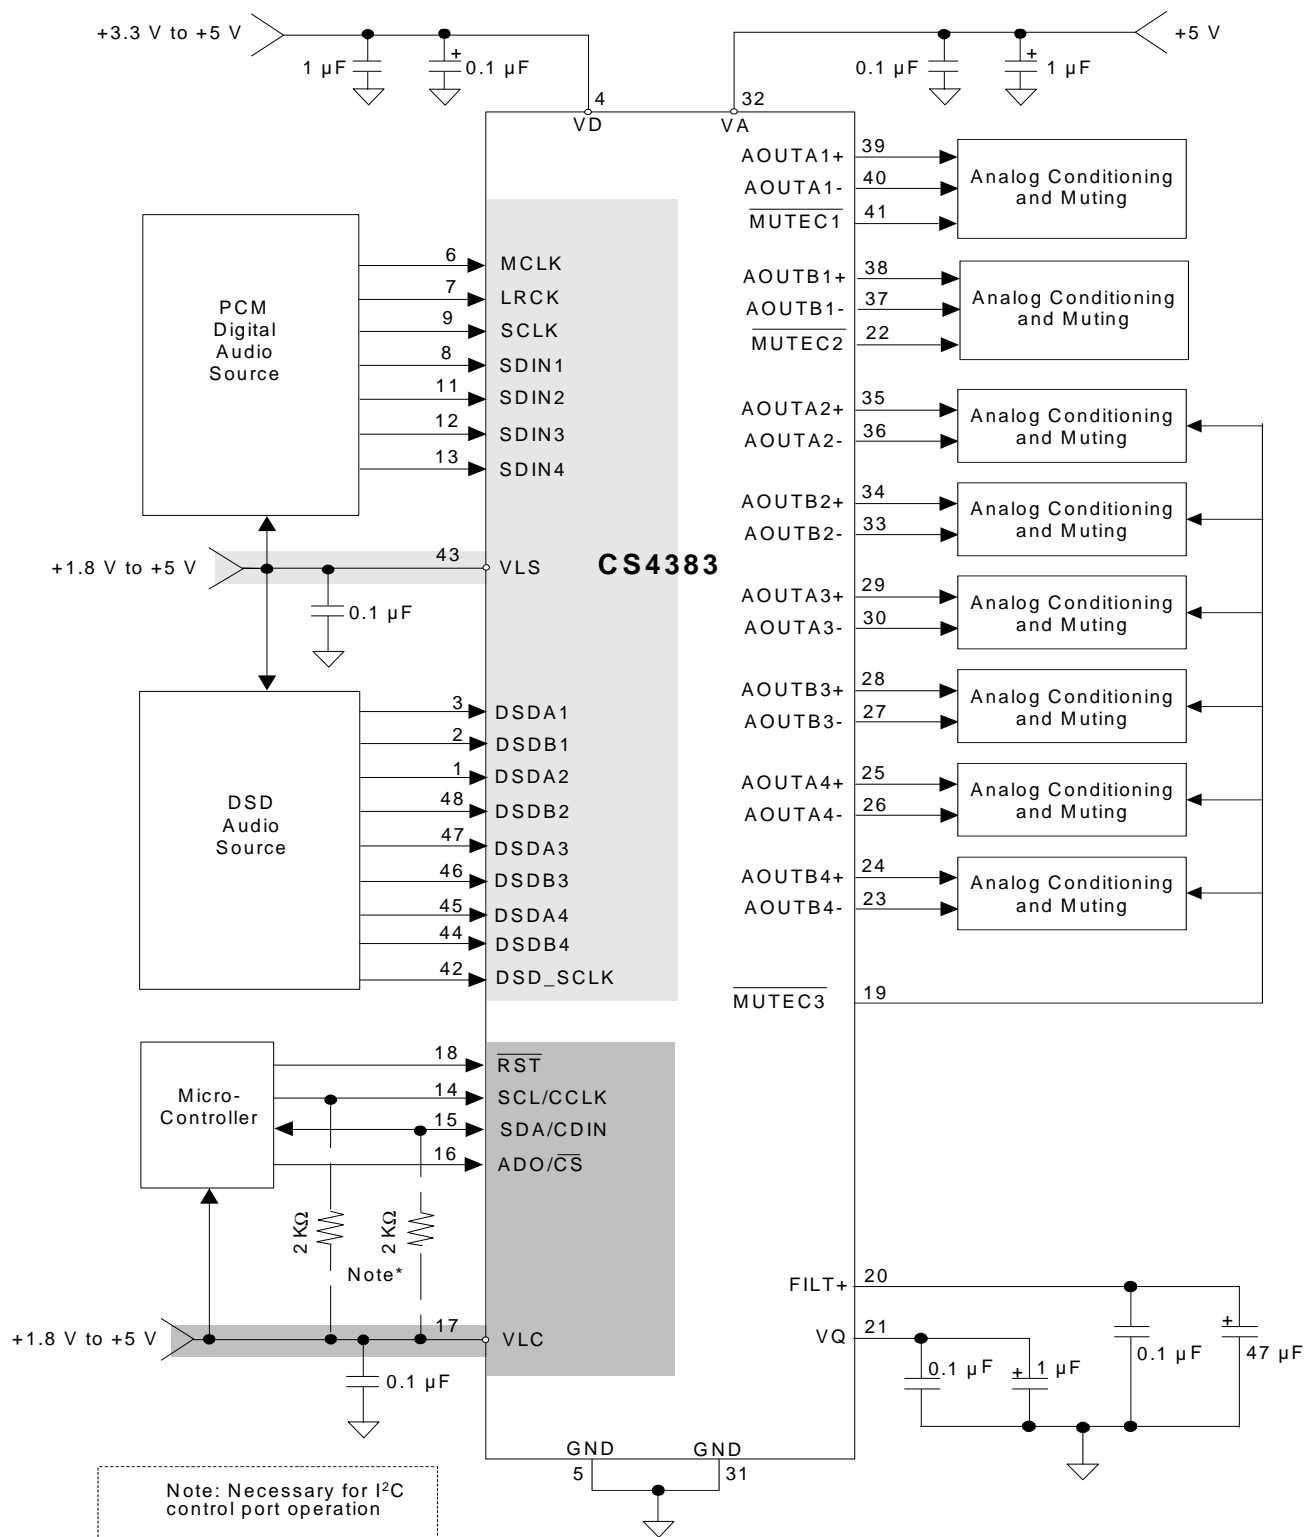 +3.3 V to +5 V
1 µF
+
0.1 µF
+5 V
0.1 µF
+
1 µF
4
32
VD
VA
AOUTA1+
39
AOUTA1-
40
MUTEC1
41
Analog Conditioning
and Muting
PCM
Digital
Audio
Source
6
MCLK
7
LRCK
9
SCLK
8
SDIN1
11
SDIN2
12
SDIN3
13
SDIN4
AOUTB1+
38
AOUTB1-
37
MUTEC2
22
Analog Conditioning
and Muting
AOUTA2+
35
AOUTA2-
36
Analog Conditioning
and Muting
AOUTB2+
34
AOUTB2-
33
Analog Conditioning
and Muting
+1.8 V to +5 V
43
VLS
CS4383
0.1 µF
AOUTA3+
29
AOUTA3-
30
Analog Conditioning
and Muting
AOUTB3+
28
AOUTB3-
27
Analog Conditioning
and Muting
AOUTA4+
25
AOUTA4-
26
Analog Conditioning
and Muting
AOUTB4+
24
AOUTB4-
23
Analog Conditioning
and Muting
DSD
Audio
Source
3
DSDA1
2
DSDB1
1
DSDA2
48
DSDB2
47
DSDA3
46
DSDB3
45
DSDA4
44
DSDB4
42
DSD_SCLK
MUTEC3
19
Micro-
Controller
18
RST
14
SCL/CCLK
15
SDA/CDIN
16
ADO/CS
2 KΩ
2 KΩ
Note*
+1.8 V to +5 V
17
VLC
0.1 µF
FILT+
20
VQ
21
0.1 µF
+
1 µF
0.1 µF
+
47 µF
GND
GND
5
31
Note: Necessary for I²C
control port operation